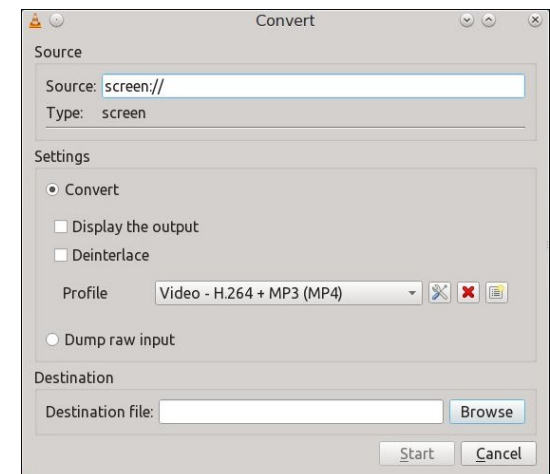 Convert
Source
Source: screen://
Type: screen
Settings
Convert
Display the output
Deinterlace
Profile Video - H.264 + MP3 (MP4)
Dump raw input
Destination
Destination file: Browse
Start Cancel